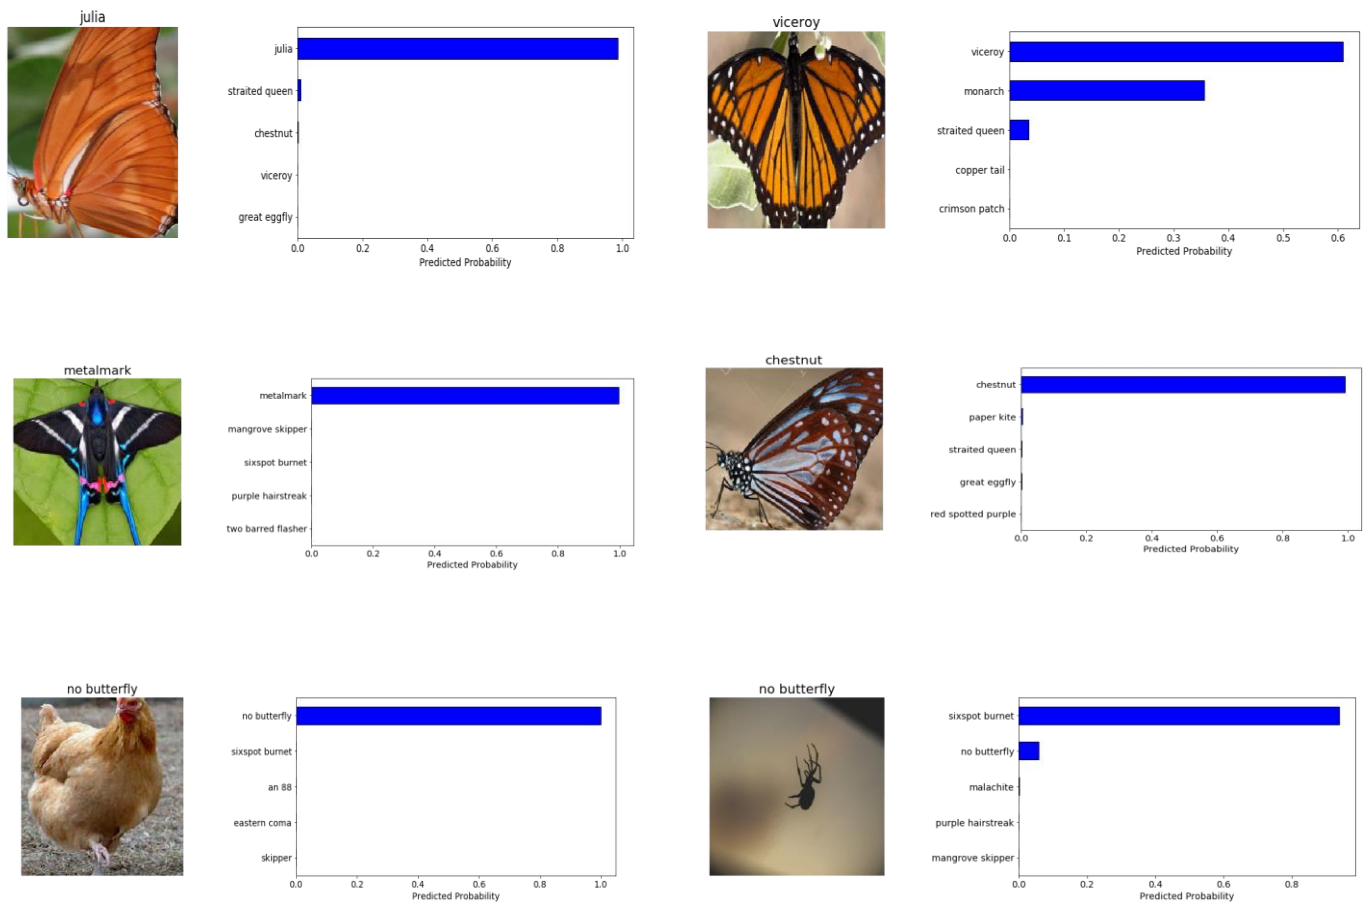 julia
julia
straited queen
chestnut
viceroy
great eggfly
0.0 0.2 0.4 0.6 0.8 1.0
Predicted Probability
viceroy
viceroy
monarch
straited queen
copper tail
crimson patch
0.0 0.1 0.2 0.3 0.4 0.5 0.6
Predicted Probability
metalmark
metalmark
mangrove skipper
sixspot burnet
purple hairstreak
two barred flasher
0.0 0.2 0.4 0.6 0.8 1.0
Predicted Probability
chestnut
chestnut
paper kite
straited queen
great eggfly
red spotted purple
0.0 0.2 0.4 0.6 0.8 1.0
Predicted Probability
no butterfly
no butterfly
sixspot burnet
an 88
eastern coma
skipper
0.0 0.2 0.4 0.6 0.8 1.0
Predicted Probability
no butterfly
sixspot burnet
no butterfly
malachite
purple hairstreak
mangrove skipper
0.0 0.2 0.4 0.6 0.8
Predicted Probability